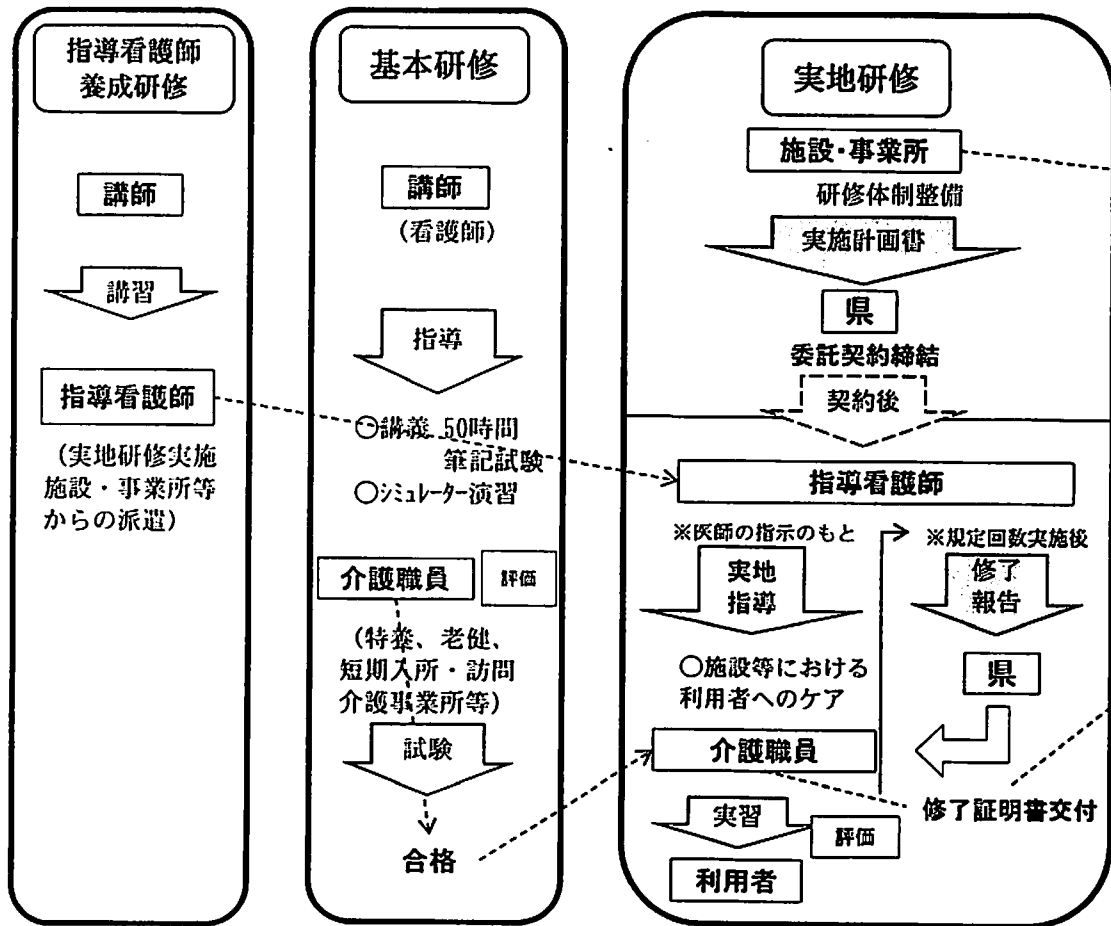 指導看護師
養成研修
講師
講習
指導看護師
(実地研修実施
施設・事業所等
からの派遣)
基本研修
講師
(看護師)
指導
○講義 50時間
筆記試験
○シミュレーター演習
介護職員
評価
(特養、老健、
短期入所・訪問
介護事業所等)
試験
合格
実地研修
施設・事業所
研修体制整備
実施計画書
県
委託契約締結
契約後
指導看護師
※医師の指示のもと
実地
指導
○施設等における
利用者へのケア
介護職員
実習
評価
利用者
※規定回数実施後
修了
報告
県
修了証明書交付